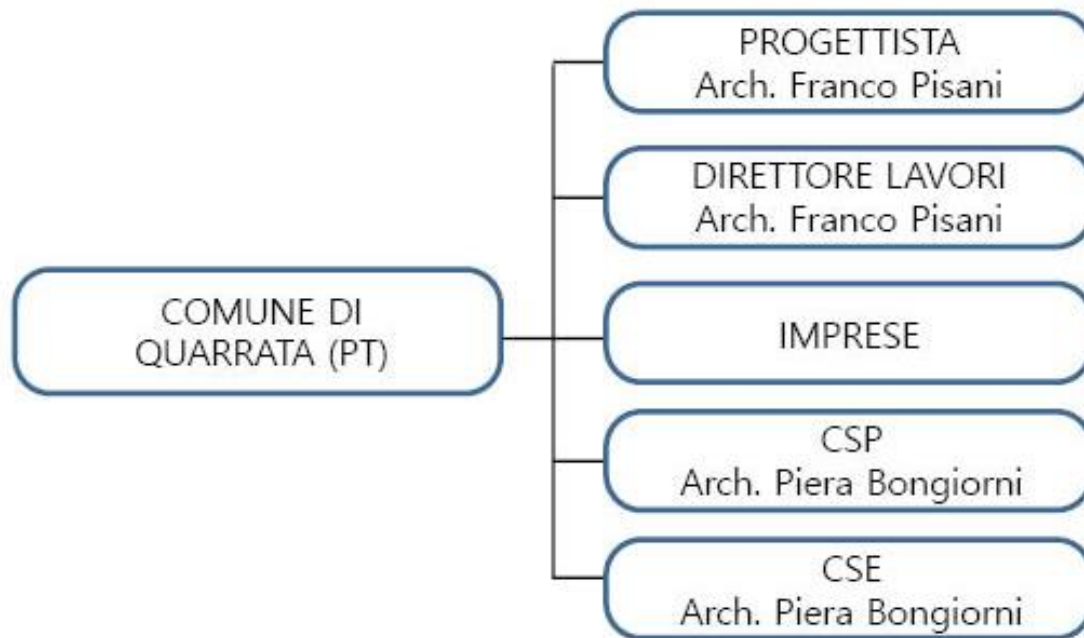 COMUNE DI
QUARRATA (PT)
PROGETTISTA
Arch. Franco Pisani
DIRETTORE LAVORI
Arch. Franco Pisani
IMPRESE
CSP
Arch. Piera Bongiorni
CSE
Arch. Piera Bongiorni